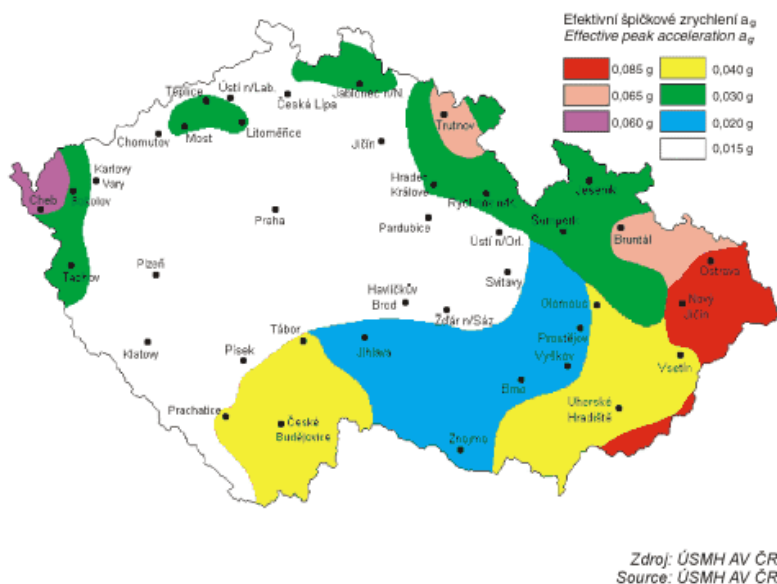 Efektivní špičkové zrychlení a g
Effective peak acceleration a g
0,085 g
0,040 g
0,065 g
0,030 g
0,060 g
0,020 g
0,015 g
Teplice
Ústí n/Lab.
Česká Lípa
Jablonec n/N
Chomutov
Most
Litoměřice
Trutnov
Jičín
Karlovy
Vary
Cheb
Sokolov
Hradec
Králové
Jeseník
Praha
Pardubice
Ústí n/Orl.
Bruntál
Ostrava
Tachov
Plzeň
Svitavy
Havlíčkův
Brod
Žďár n/Sáz
Olomouc
Nový
Jičín
Tábor
Jihlava
Prostějov
Klatovy
Písek
Vyškov
Vsetín
Brno
Prachatice
České
Budějovice
Uherské
Hradiště
Znojmo
Zdroj: ÚSMH AV ČR
Source: ÚSMH AV ČR